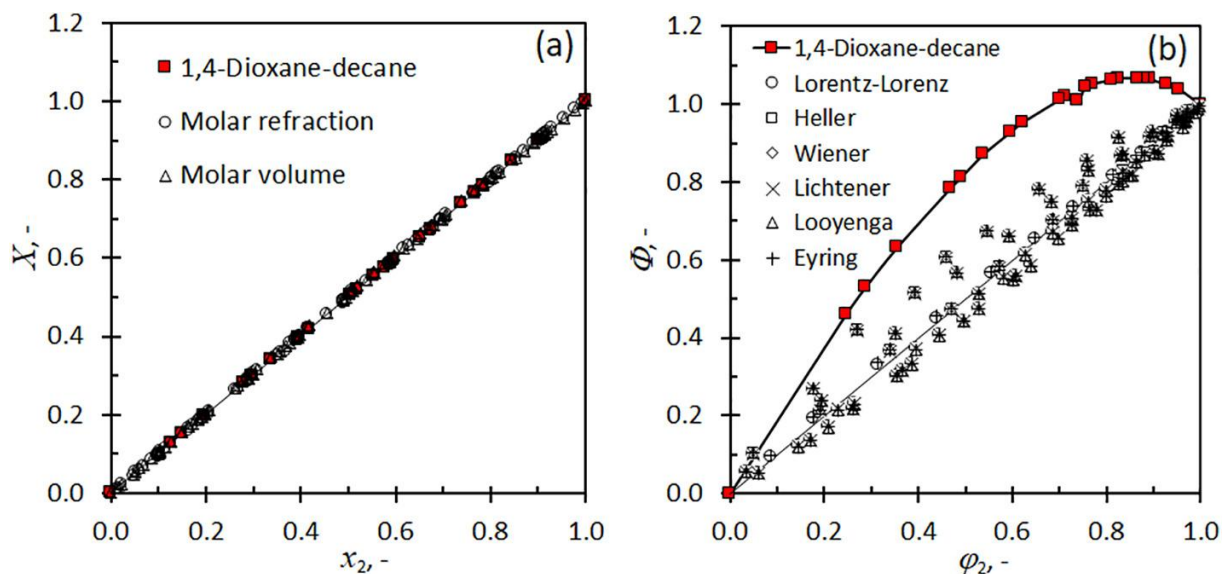 1.2
1.0
0.8
0.6
0.4
0.2
0.0
X, -
(a)
1,4-Dioxane-decane
Molar refraction
Molar volume
0.0 0.2 0.4 0.6 0.8 1.0
x₂, -
1.2
1.0
0.8
0.6
0.4
0.2
0.0
Φ, -
(b)
1,4-Dioxane-decane
Lorentz-Lorenz
Heller
Wiener
Lichtener
Looyenga
Eyring
0.0 0.2 0.4 0.6 0.8 1.0
φ₂, -